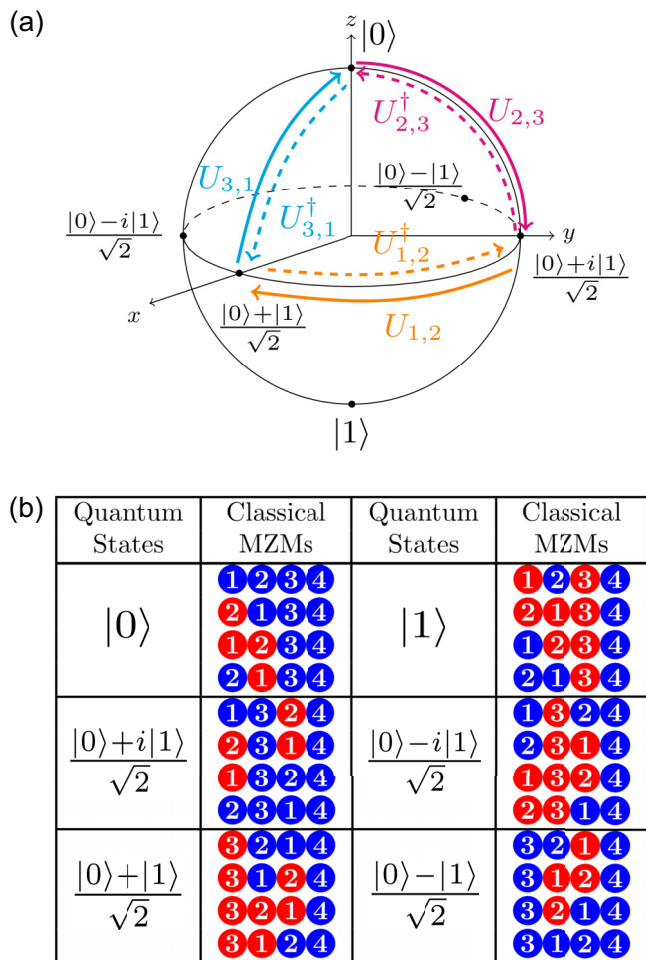 (a)
z
|0⟩
U†2,3
U2,3
U3,1
|0⟩−|1⟩
√2
|0⟩−i|1⟩
√2
U†3,1
U†1,2
y
|0⟩+i|1⟩
√2
x
|0⟩+|1⟩
√2
U1,2
|1⟩
(b)
Quantum States
Classical MZMs
Quantum States
Classical MZMs
|0⟩
1 2 3 4
2 1 3 4
1 2 3 4
2 1 3 4
|1⟩
1 2 3 4
2 1 3 4
1 2 3 4
2 1 3 4
|0⟩+i|1⟩
√2
1 3 2 4
2 3 1 4
1 3 2 4
2 3 1 4
|0⟩−i|1⟩
√2
1 3 2 4
2 3 1 4
1 3 2 4
2 3 1 4
|0⟩+|1⟩
√2
3 2 1 4
3 1 2 4
3 2 1 4
3 1 2 4
|0⟩−|1⟩
√2
3 2 1 4
3 1 2 4
3 2 1 4
3 1 2 4